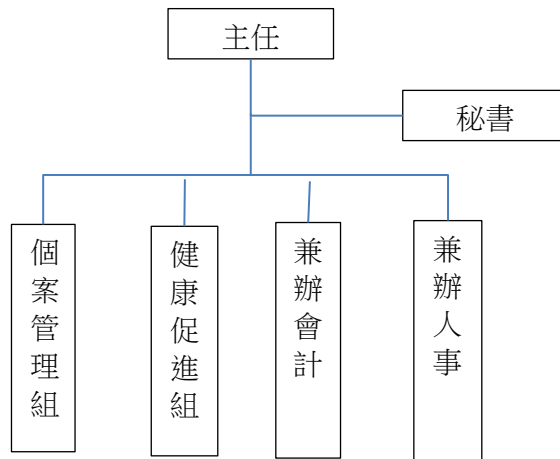 主任
秘書
個案管理組
健康促進組
兼辦會計
兼辦人事